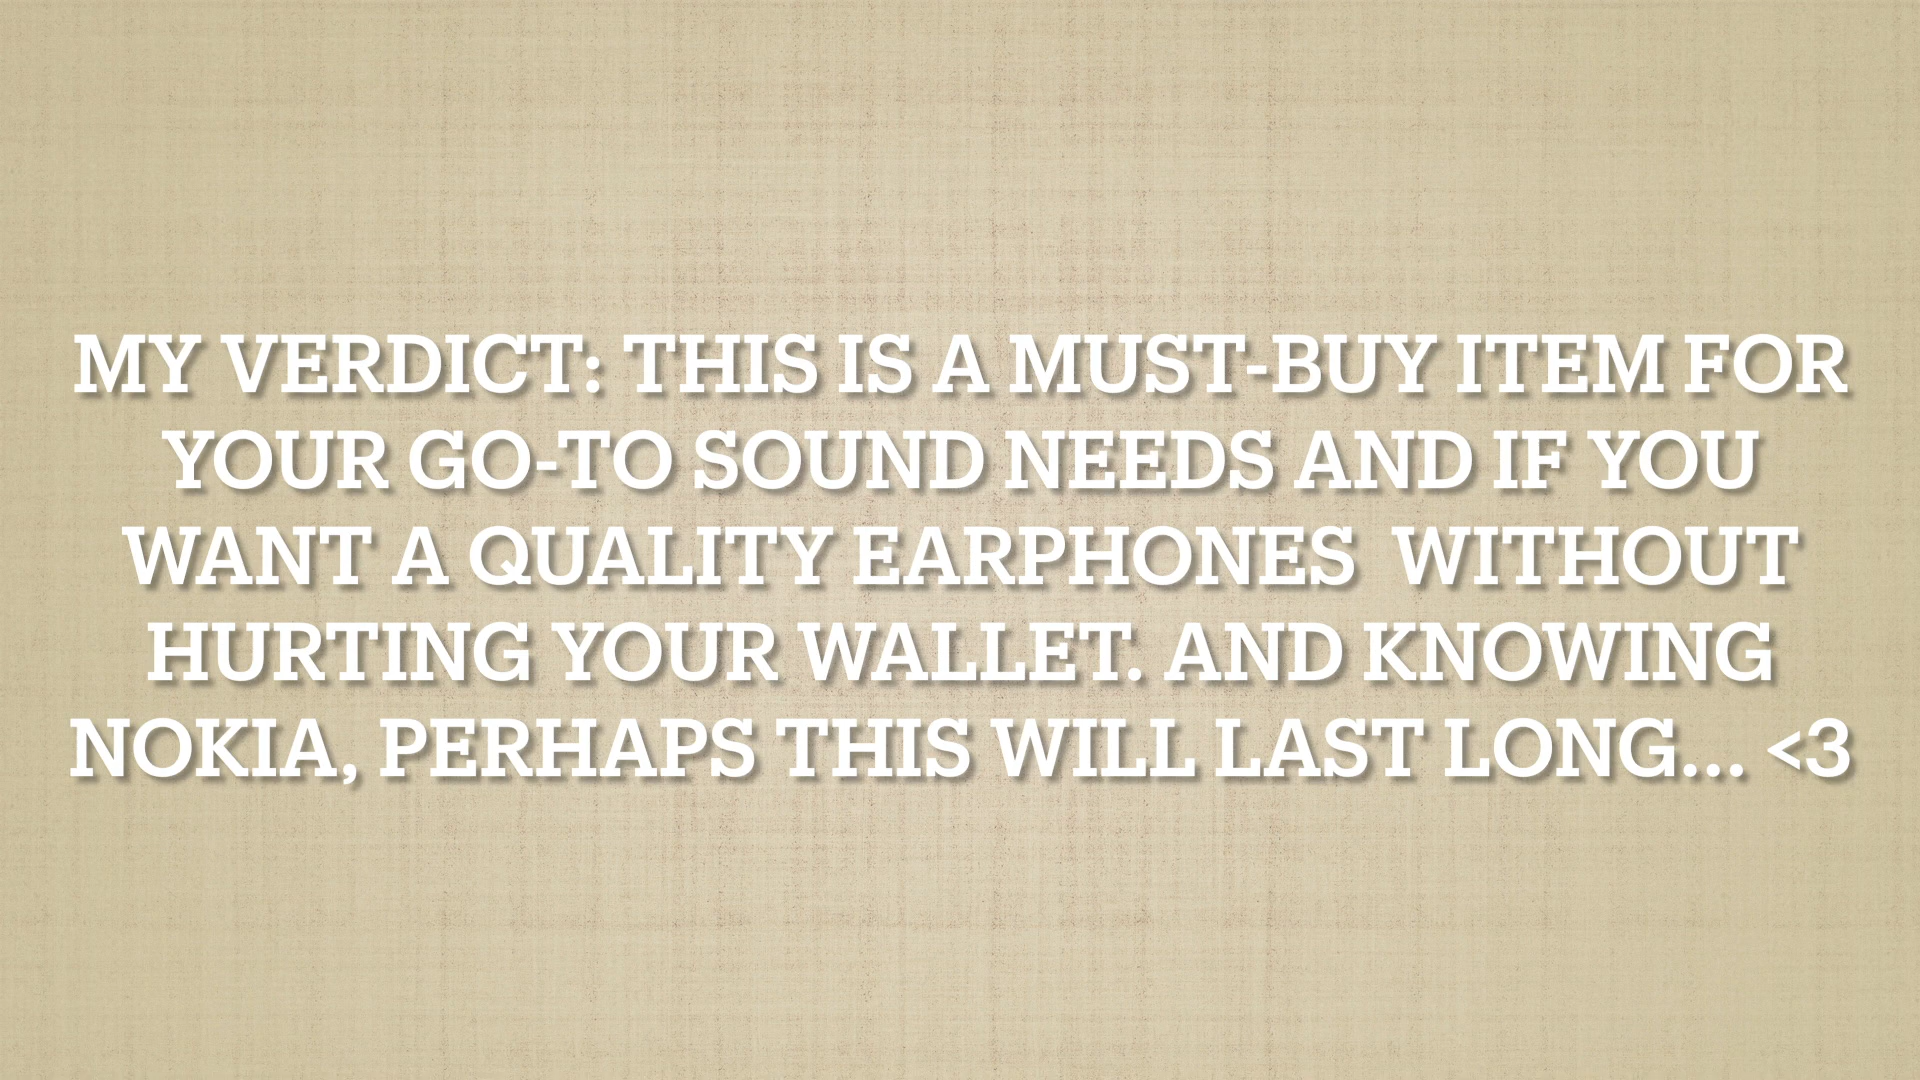 MY VERDICT: THIS IS A MUST-BUY ITEM FOR
YOUR GO-TO SOUND NEEDS AND IF YOU
WANT A QUALITY EARPHONES  WITHOUT
HURTING YOUR WALLET. AND KNOWING
NOKIA, PERHAPS THIS WILL LAST LONG... <3